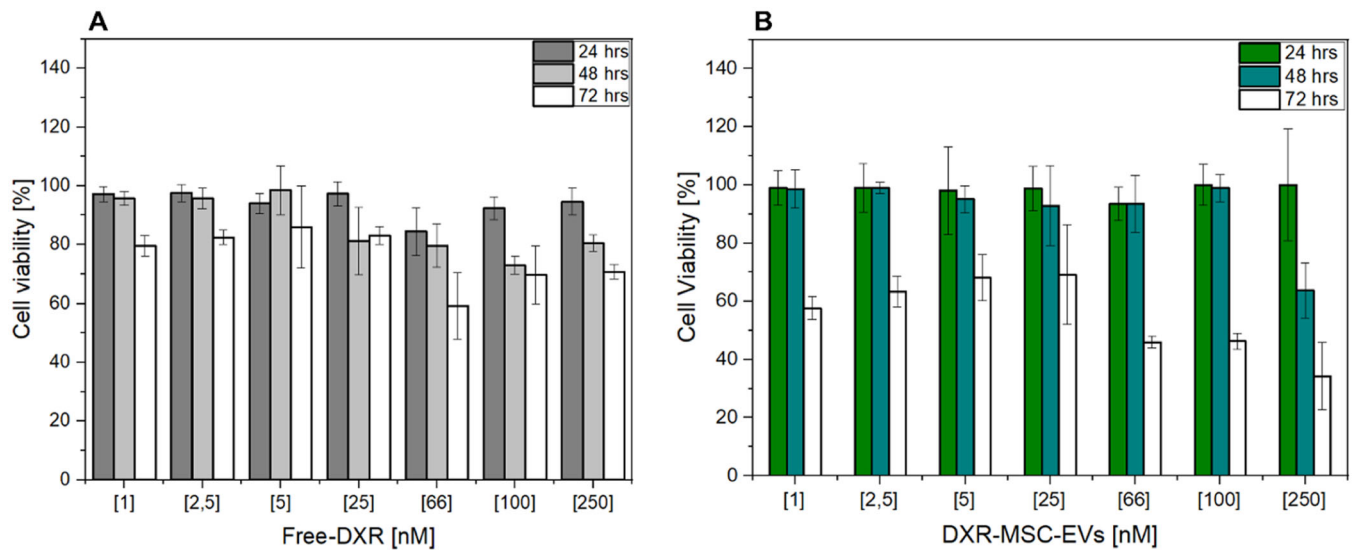 A
24 hrs
48 hrs
72 hrs
Cell viability [%]
140
120
100
80
60
40
20
0
[1] [2,5] [5] [25] [66] [100] [250]
Free-DXR [nM]
B
24 hrs
48 hrs
72 hrs
Cell Viability [%]
140
120
100
80
60
40
20
0
[1] [2,5] [5] [25] [66] [100] [250]
DXR-MSC-EVs [nM]